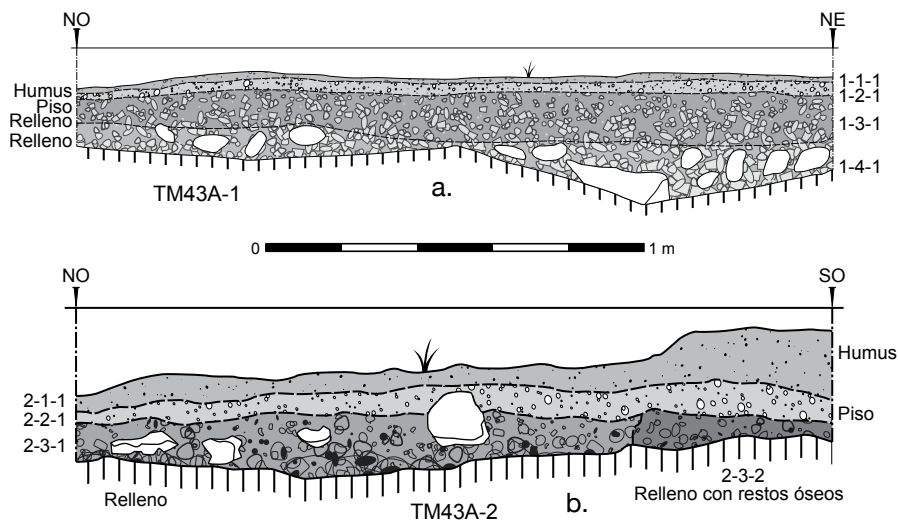 NO NE
Humus
Piso
Relleno
Relleno
1-1-1
1-2-1
1-3-1
1-4-1
TM43A-1 a.
0 1 m
NO SO
Humus
Piso
2-1-1
2-2-1
2-3-1
2-3-2
Relleno TM43A-2 b. Relleno con restos óseos